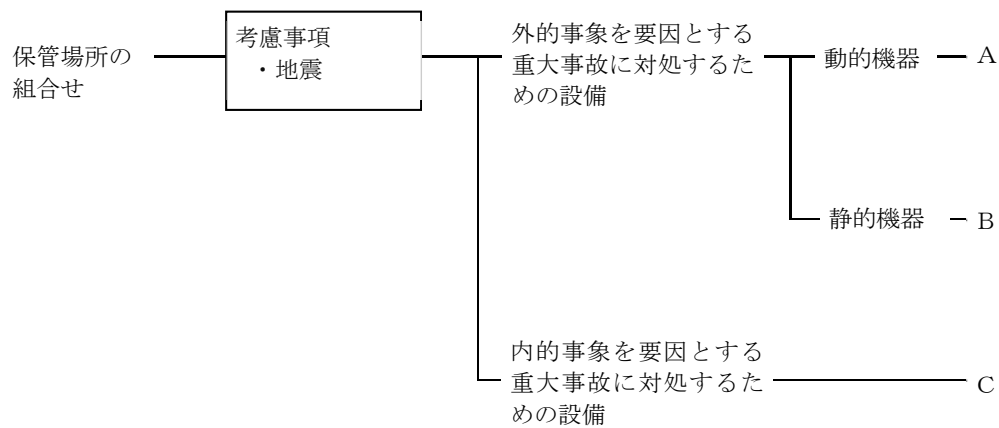 保管場所の
組合せ
考慮事項
・地震
外的事象を要因とする
重大事故に対処するた
めの設備
動的機器
A
静的機器
B
内的事象を要因とする
重大事故に対処するた
めの設備
C